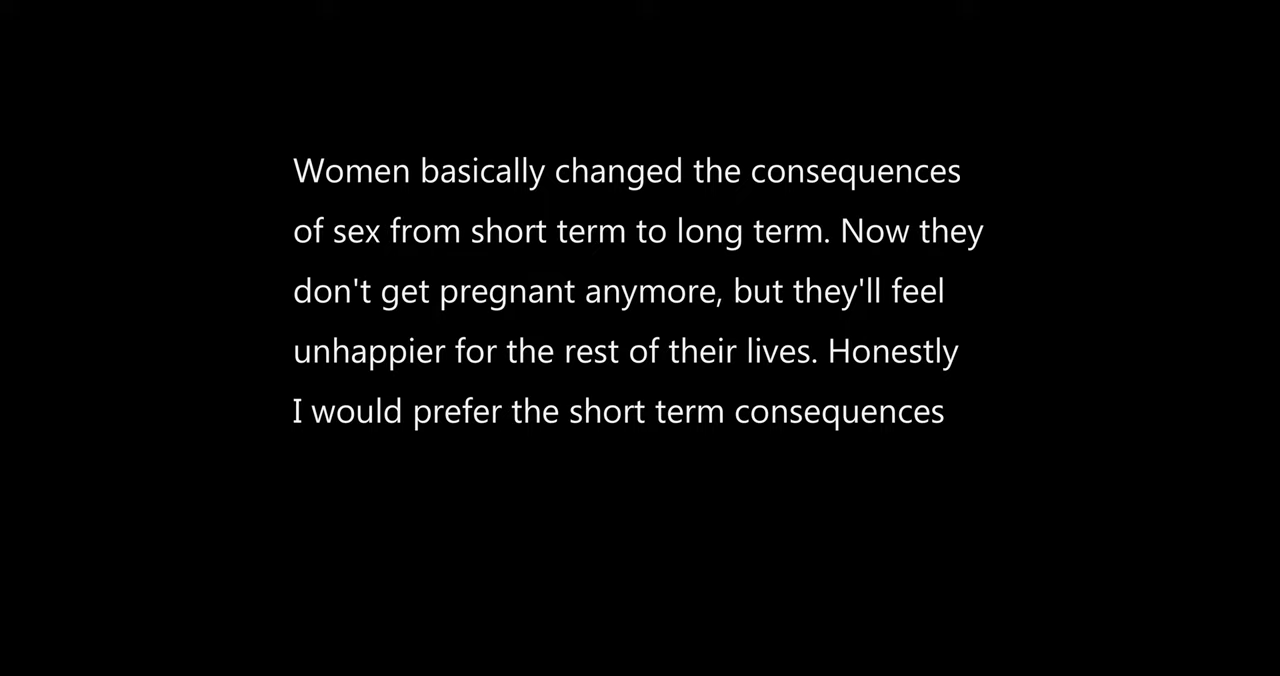 Women basically changed the consequences
of sex from short term to long term. Now they
don't get pregnant anymore, but they'll feel
unhappier for the rest of their lives. Honestly
I would prefer the short term consequences